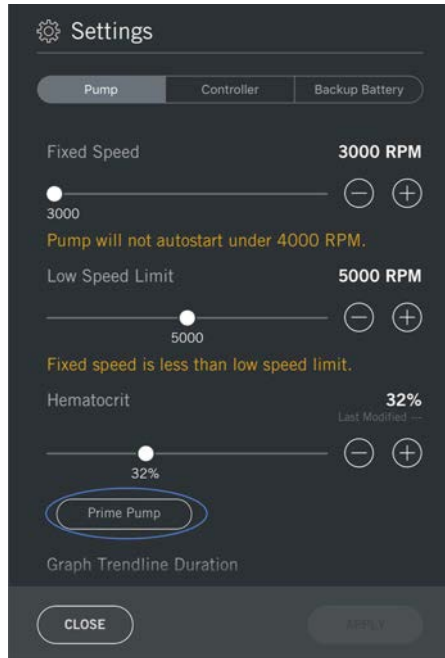 Settings
Pump Controller Backup Battery
Fixed Speed 3000 RPM
3000
Pump will not autostart under 4000 RPM.
Low Speed Limit 5000 RPM
5000
Fixed speed is less than low speed limit.
Hematocrit 32%
Last Modified ---
32%
Prime Pump
Graph Trendline Duration
CLOSE APPLY